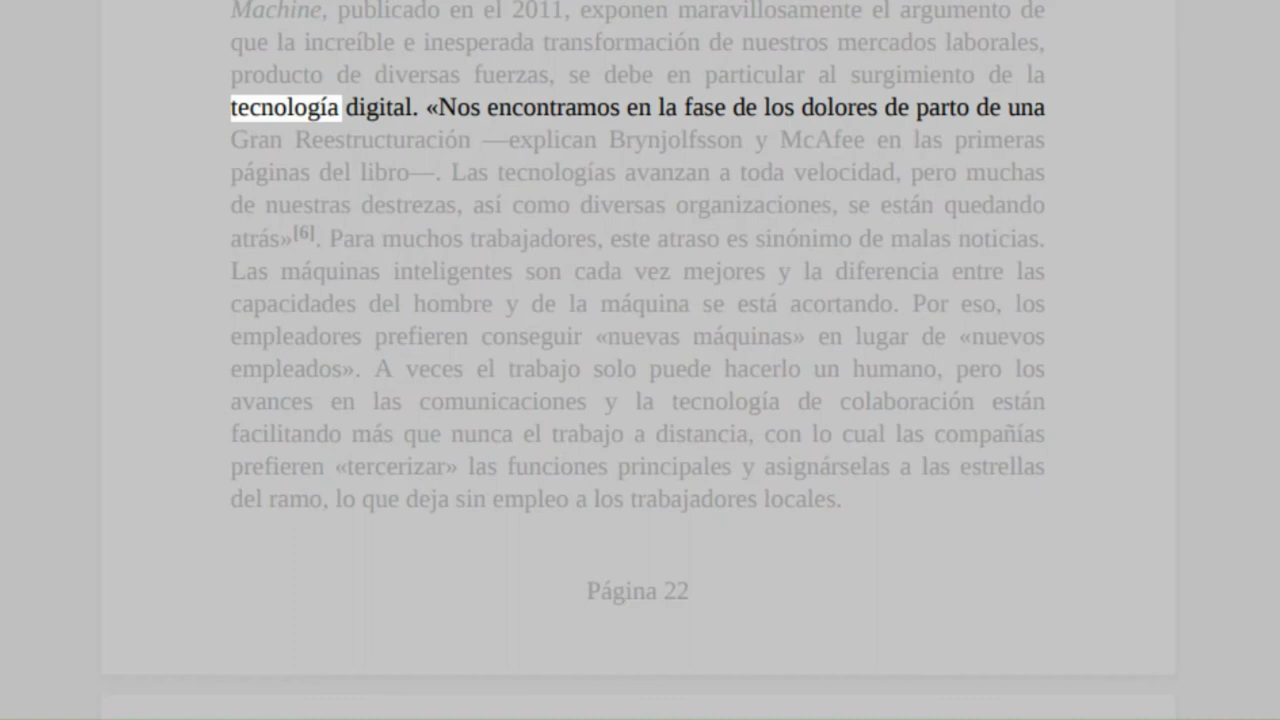 Machine, publicado en el 2011, exponen maravillosamente el argumento de
que la increíble e inesperada transformación de nuestros mercados laborales,
producto de diversas fuerzas, se debe en particular al surgimiento de la
tecnología digital. «Nos encontramos en la fase de los dolores de parto de una
Gran Reestructuración —explican Brynjolfsson y McAfee en las primeras
páginas del libro—. Las tecnologías avanzan a toda velocidad, pero muchas
de nuestras destrezas, así como diversas organizaciones, se están quedando
atrás»[6]. Para muchos trabajadores, este atraso es sinónimo de malas noticias.
Las máquinas inteligentes son cada vez mejores y la diferencia entre las
capacidades del hombre y de la máquina se está acortando. Por eso, los
empleadores prefieren conseguir «nuevas máquinas» en lugar de «nuevos
empleados». A veces el trabajo solo puede hacerlo un humano, pero los
avances en las comunicaciones y la tecnología de colaboración están
facilitando más que nunca el trabajo a distancia, con lo cual las compañías
prefieren «tercerizar» las funciones principales y asignárselas a las estrellas
del ramo, lo que deja sin empleo a los trabajadores locales.
Página 22